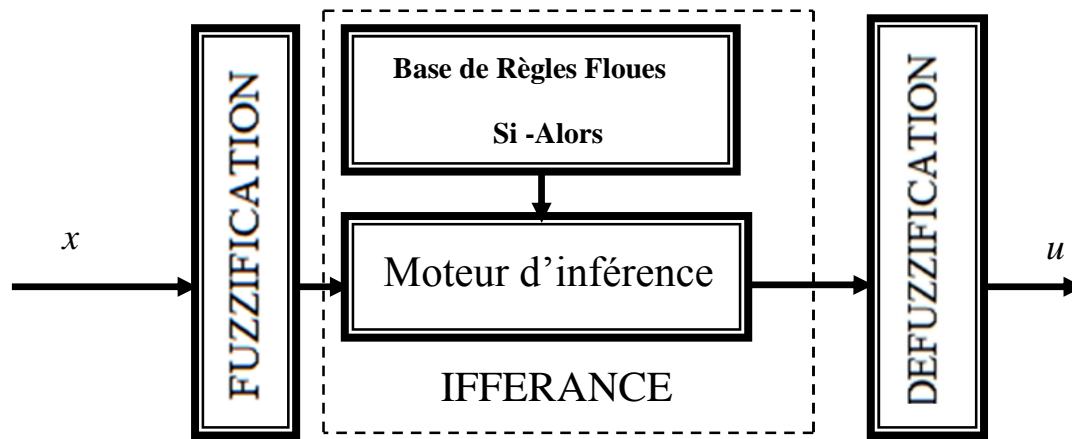 x
FUZZIFICATION
Base de Règles Floues
Si -Alors
Moteur d’inférence
IFFERANCE
DEFUZZIFICATION
u